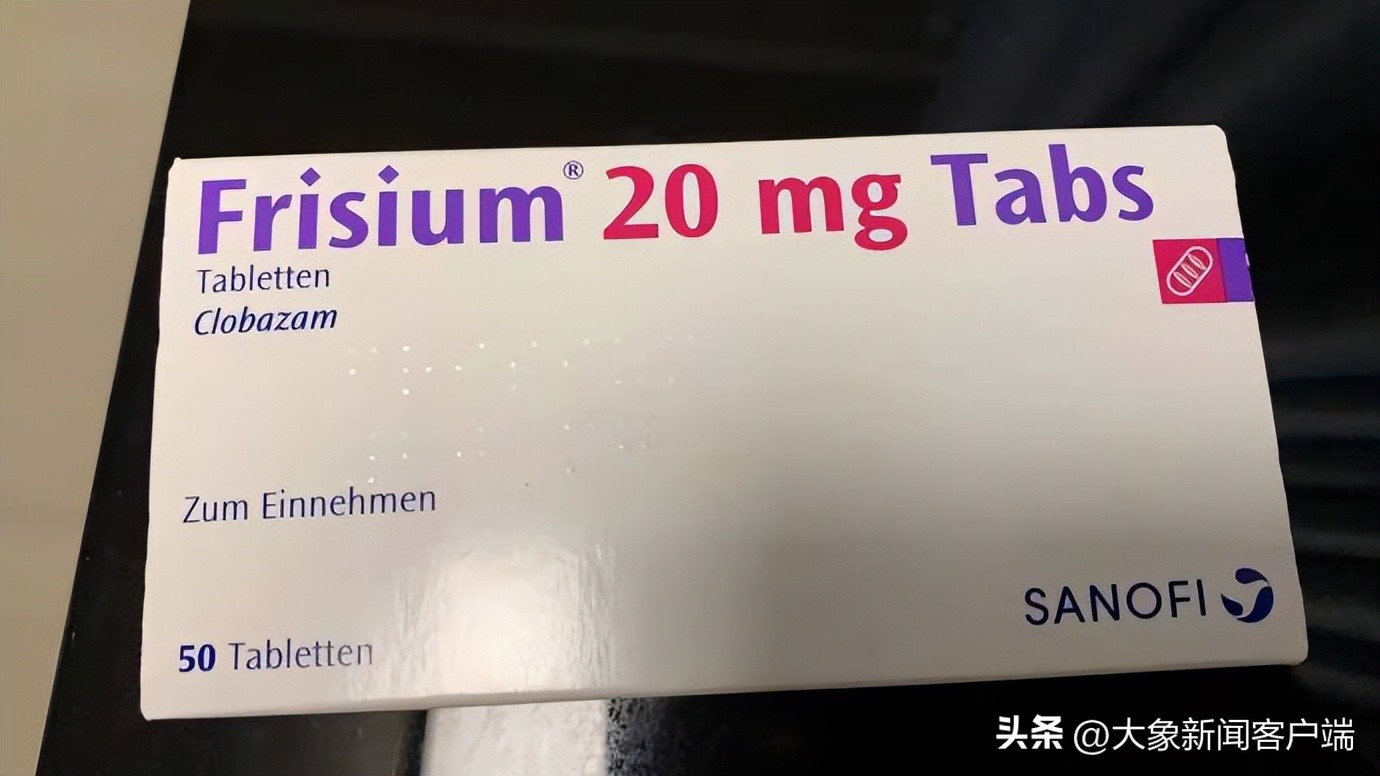 Frisium® 20 mg Tabs
Tabletten
Clobazam
Zum Einnehmen
50 Tabletten
SANOFI
头条 @大象新闻客户端